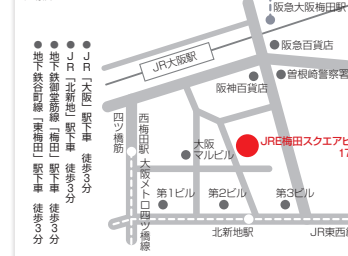 阪急大阪梅田駅
阪急百貨店
JR大阪駅
曽根崎警察署
阪神百貨店
JRE梅田スクエアビ
17
大阪
マルビル
四ツ橋筋
西梅田駅
大阪メトロ四ツ橋線
第1ビル
第2ビル
第3ビル
北新地駅
JR東西線
●JR「大阪」駅下車 徒歩3分
●JR「北新地」駅下車 徒歩3分
●地下鉄御堂筋線「梅田」駅下車 徒歩3分
●地下鉄谷町線「東梅田」駅下車 徒歩3分